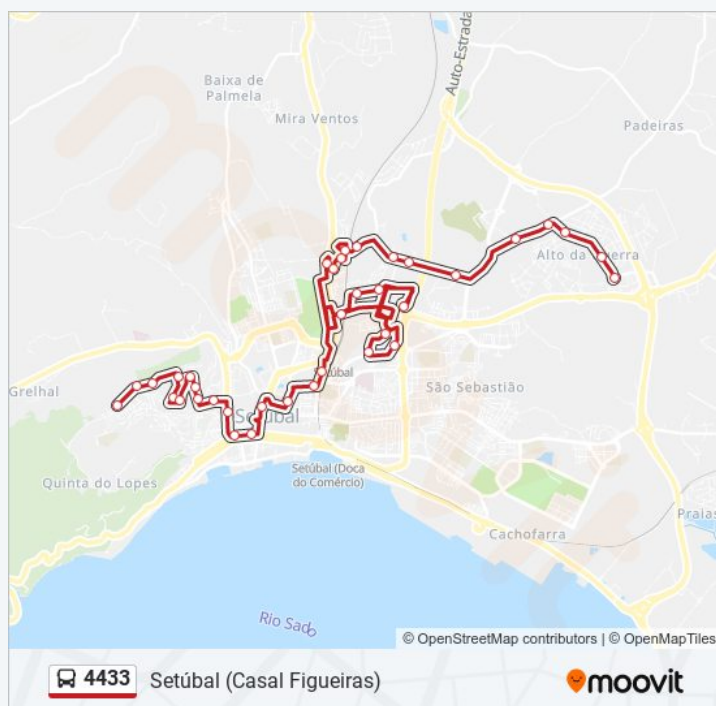 Baixa de
Palmela
Mira Ventos
Auto-Estrada
Padeiras
Alto da Guerra
Grelhal
Setúbal
São Sebastião
Setúbal
Quinta do Lopes
Setúbal (Doca
do Comércio)
Cachofarra
Praias
Rio Sado
© OpenStreetMap contributors | © OpenMapTiles
4433 Setúbal (Casal Figueiras)
moovit